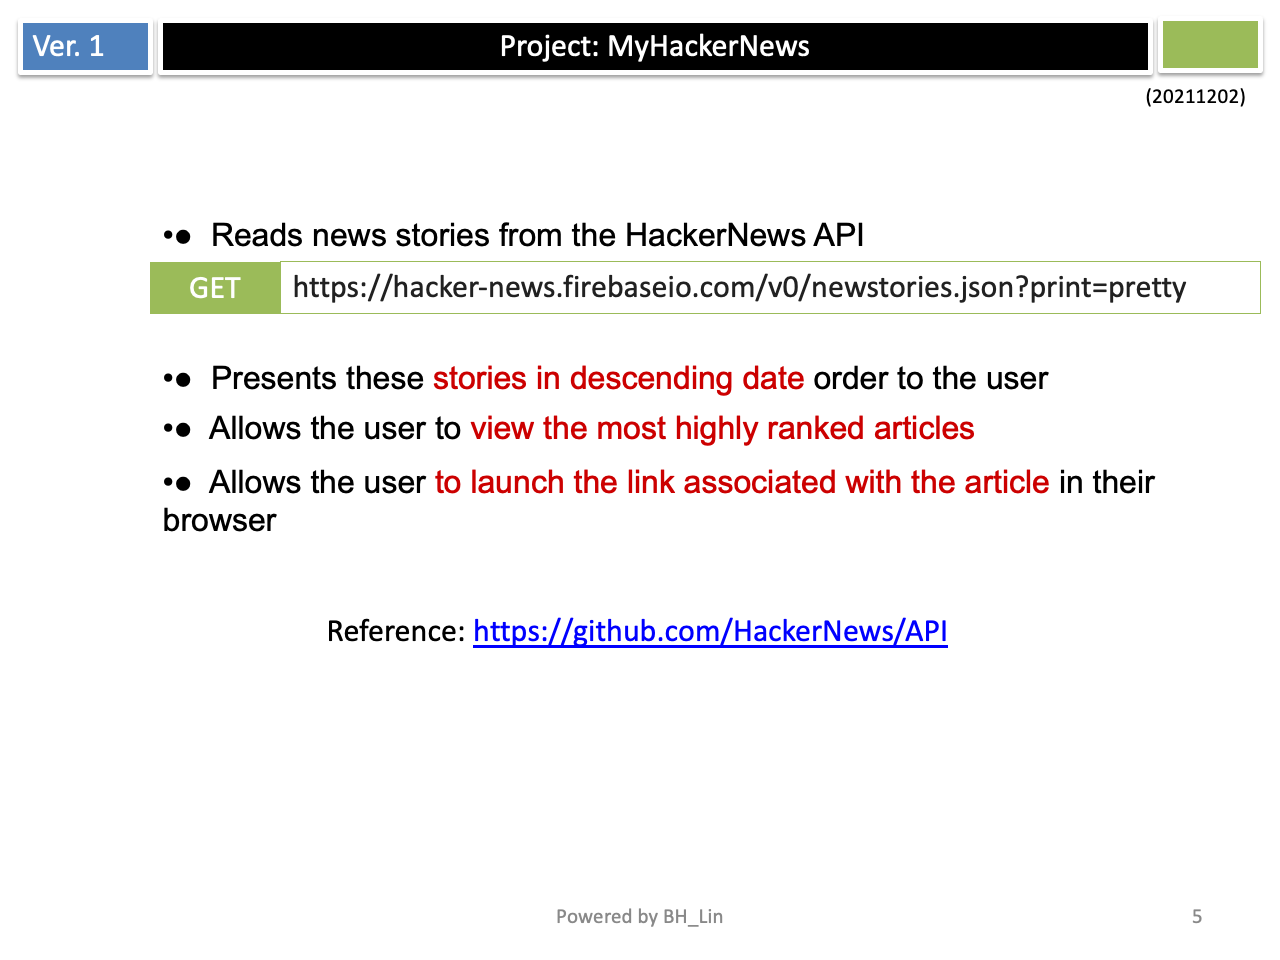 Ver. 1
Project: MyHackerNews
(20211202)
•● Reads news stories from the HackerNews API
GET https://hacker-news.firebaseio.com/v0/newstories.json?print=pretty
•● Presents these stories in descending date order to the user
•● Allows the user to view the most highly ranked articles
•● Allows the user to launch the link associated with the article in their
browser
Reference: https://github.com/HackerNews/API
Powered by BH_Lin
5